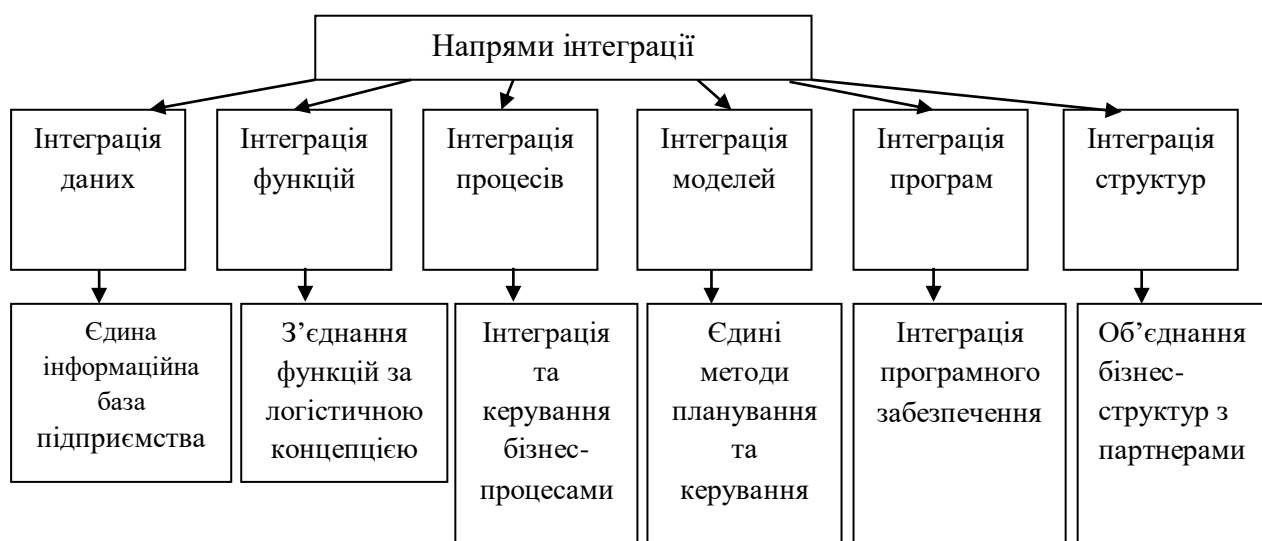 Напрями інтеграції
Інтеграція
даних
Інтеграція
функцій
Інтеграція
процесів
Інтеграція
моделей
Інтеграція
програм
Інтеграція
структур
Єдина
інформаційна
база
підприємства
З’єднання
функцій за
логістичною
концепцією
Інтеграція
та
керування
бізнес-
процесами
Єдині
методи
планування
та
керування
Інтеграція
програмного
забезпечення
Об’єднання
бізнес-
структур з
партнерами